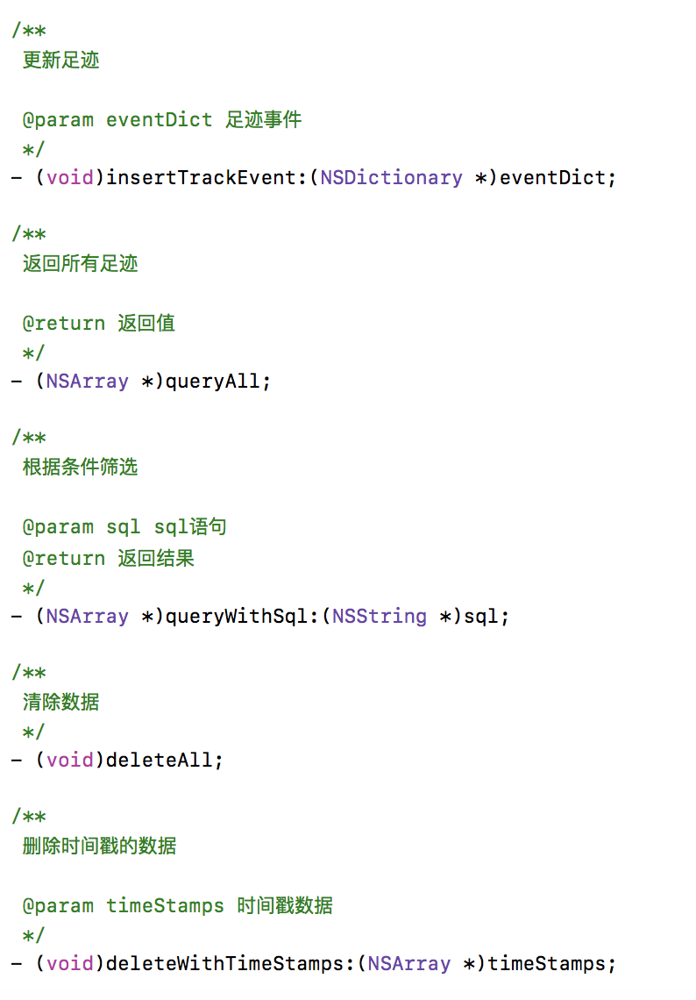 /**
 更新足迹

 @param eventDict 足迹事件
 */
- (void)insertTrackEvent:(NSDictionary *)eventDict;

/**
 返回所有足迹

 @return 返回值
 */
- (NSArray *)queryAll;

/**
 根据条件筛选

 @param sql sql语句
 @return 返回结果
 */
- (NSArray *)queryWithSql:(NSString *)sql;

/**
 清除数据
 */
- (void)deleteAll;

/**
 删除时间戳的数据

 @param timeStamps 时间戳数据
 */
- (void)deleteWithTimeStamps:(NSArray *)timeStamps;